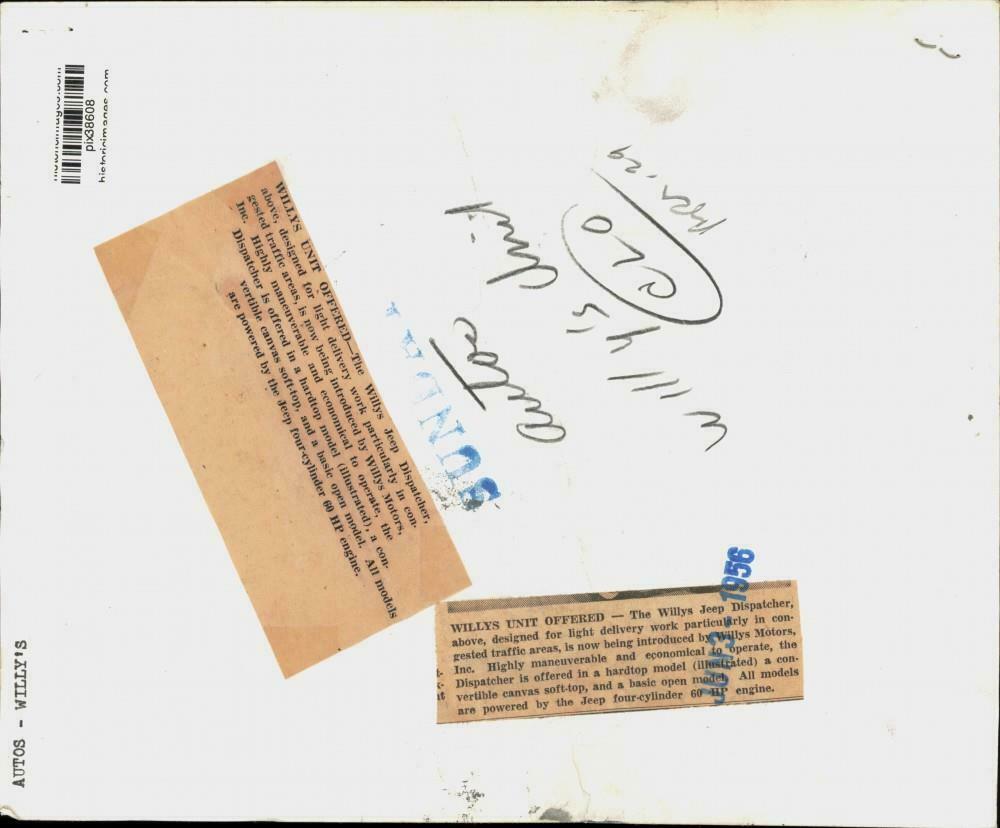 pix38608
historicimages.com
WILLYS UNIT OFFERED—The Willys Jeep Dispatcher,
above, designed for light delivery work particularly in con-
gested traffic areas, is now being introduced by Willys Motors,
Inc. Highly maneuverable and economical to operate, the
Dispatcher is offered in a hardtop model (illustrated), a con-
vertible canvas soft-top, and a basic open model. All models
are powered by the Jeep four-cylinder 60 HP engine.
SUNDAY
Autos
Unit
Willy's
CLO
WILLYS UNIT OFFERED — The Willys Jeep Dispatcher,
above, designed for light delivery work particularly in con-
gested traffic areas, is now being introduced by Willys Motors,
Inc. Highly maneuverable and economical to operate, the
Dispatcher is offered in a hardtop model (illustrated) a con-
vertible canvas soft-top, and a basic open model. All models
are powered by the Jeep four-cylinder 60 HP engine.
3 - 1956
AUTOS - WILLY'S